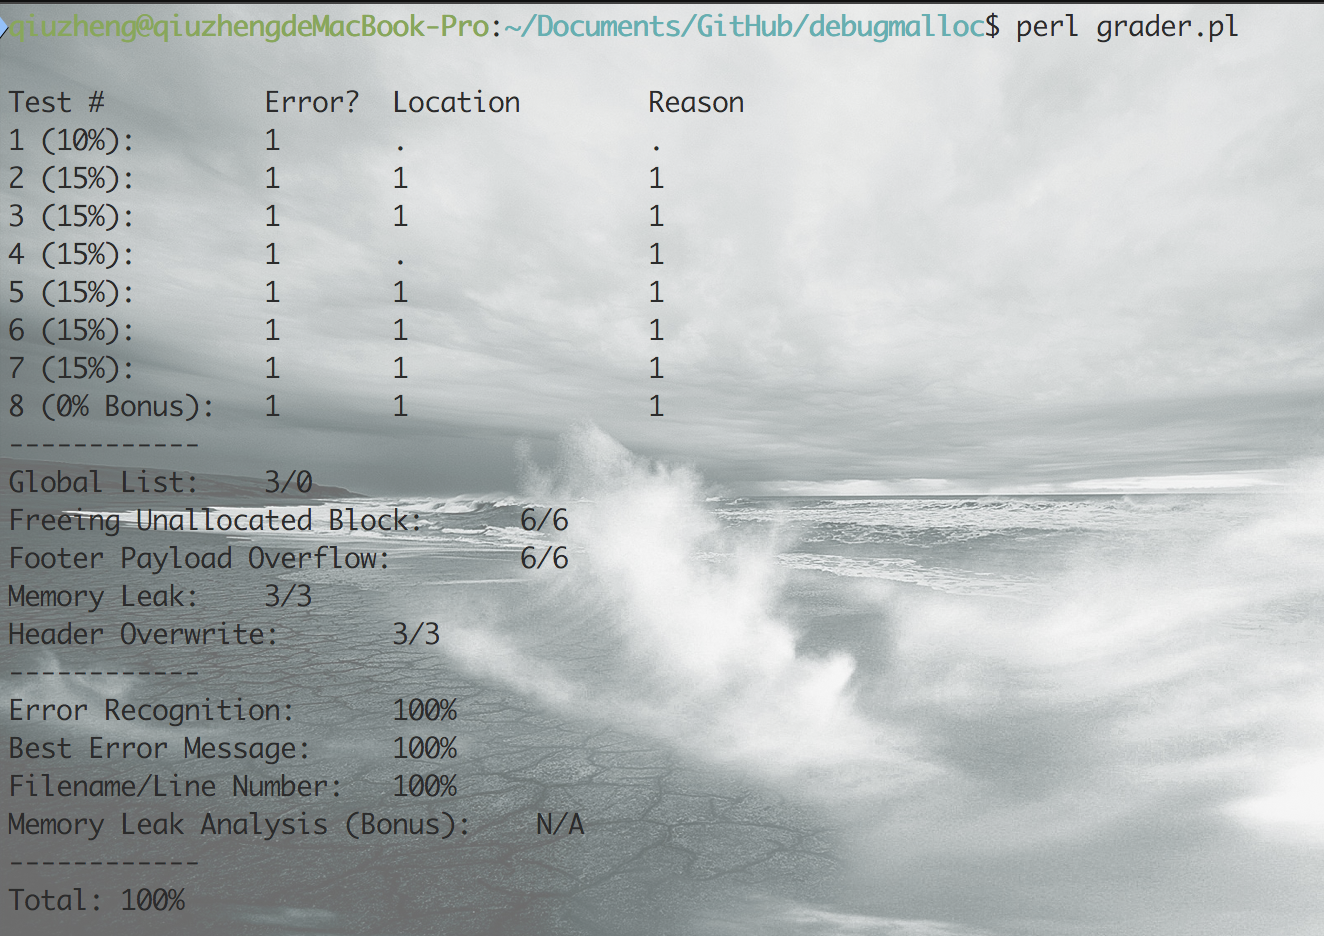 qiuzheng@qiuzhengdeMacBook-Pro:~/Documents/GitHub/debugmalloc$ perl grader.pl
Test # Error? Location Reason
1 (10%): 1 . .
2 (15%): 1 1 1
3 (15%): 1 1 1
4 (15%): 1 . 1
5 (15%): 1 1 1
6 (15%): 1 1 1
7 (15%): 1 1 1
8 (0% Bonus): 1 1 1
------------
Global List: 3/0
Freeing Unallocated Block: 6/6
Footer Payload Overflow: 6/6
Memory Leak: 3/3
Header Overwrite: 3/3
------------
Error Recognition: 100%
Best Error Message: 100%
Filename/Line Number: 100%
Memory Leak Analysis (Bonus): N/A
------------
Total: 100%